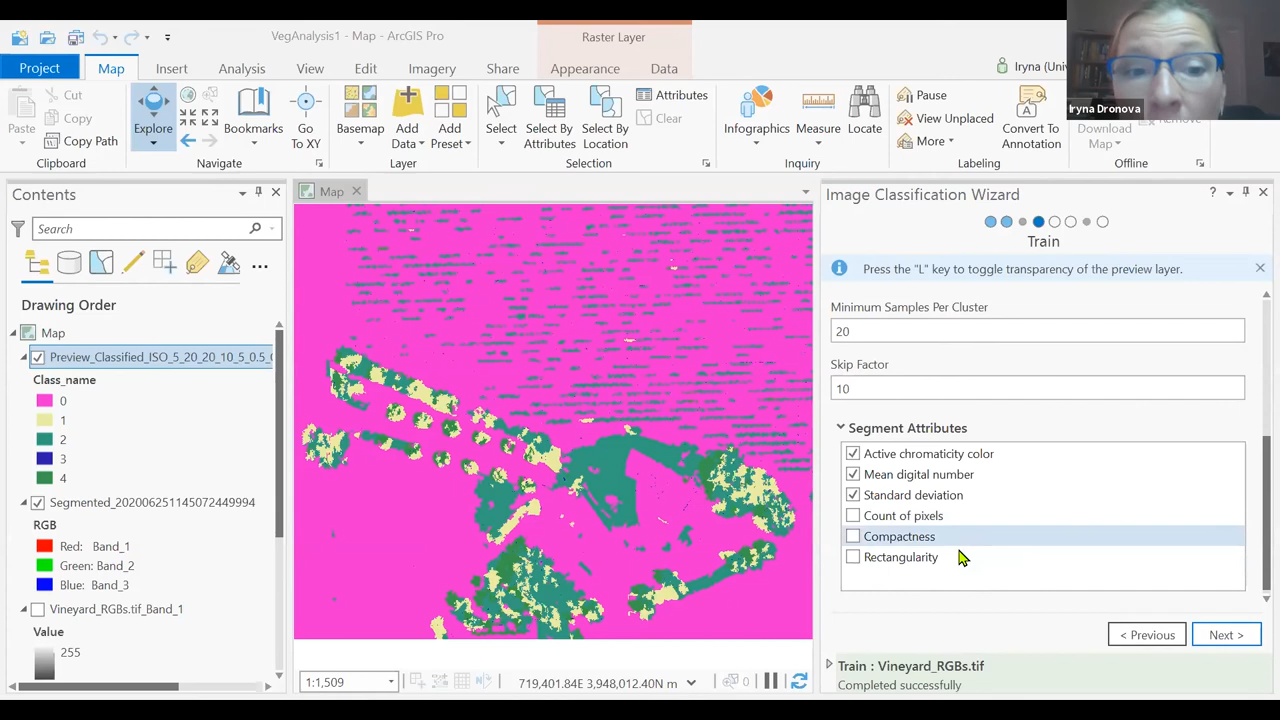 VegAnalysis1 - Map - ArcGIS Pro
Raster Layer
Project
Map
Insert
Analysis
View
Edit
Imagery
Share
Appearance
Data
Iryna (Uni
Iryna Dronova
Paste
Cut
Copy
Copy Path
Clipboard
Explore
Bookmarks
Go
To XY
Navigate
Basemap
Add
Data
Add
Preset
Layer
Select
Select By
Attributes
Select By
Location
Attributes
Clear
Selection
Infographics
Measure
Locate
Inquiry
Pause
View Unplaced
More
Convert To
Annotation
Labeling
Download
Map
Remove
Offline
Contents
Search
Drawing Order
Map
Preview_Classified_ISO_5_20_20_10_5_0.5_
Class_name
0
1
2
3
4
Segmented_202006251145072449994
RGB
Red: Band_1
Green: Band_2
Blue: Band_3
Vineyard_RGBs.tif_Band_1
Value
255
Map
1:1,509
719,401.84E 3,948,012.40N m
0
Image Classification Wizard
?
Train
Press the "L" key to toggle transparency of the preview layer.
Minimum Samples Per Cluster
20
Skip Factor
10
Segment Attributes
Active chromaticity color
Mean digital number
Standard deviation
Count of pixels
Compactness
Rectangularity
< Previous
Next >
Train : Vineyard_RGBs.tif
Completed successfully